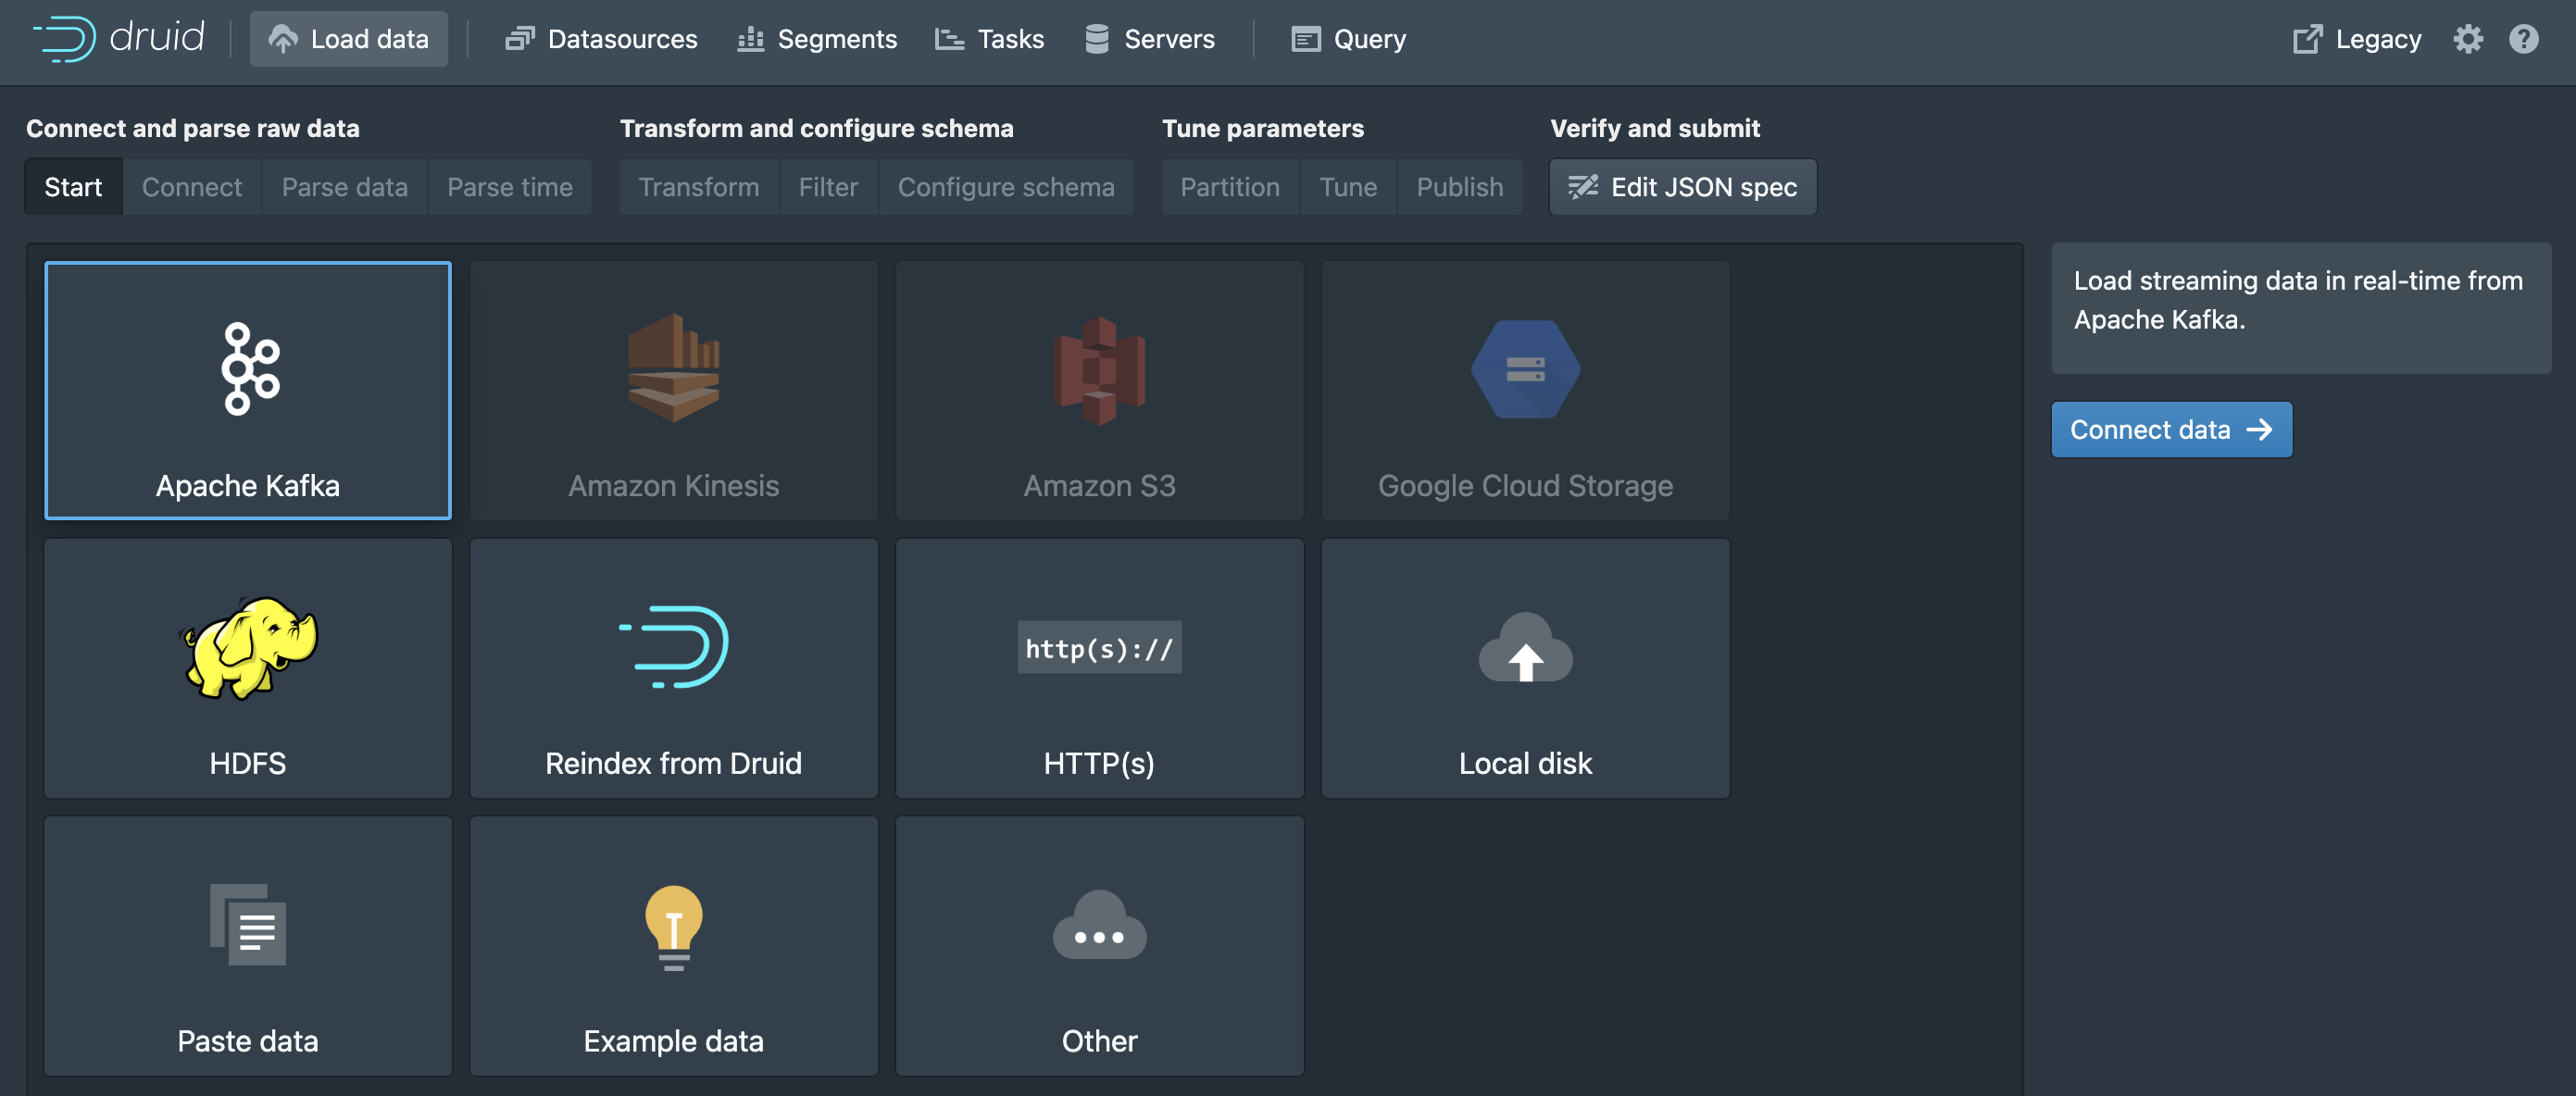 druid
Load data
Datasources
Segments
Tasks
Servers
Query
Legacy
Connect and parse raw data
Transform and configure schema
Tune parameters
Verify and submit
Start
Connect
Parse data
Parse time
Transform
Filter
Configure schema
Partition
Tune
Publish
Edit JSON spec
Apache Kafka
Amazon Kinesis
Amazon S3
Google Cloud Storage
HDFS
Reindex from Druid
http(s)://
HTTP(s)
Local disk
Paste data
Example data
Other
Load streaming data in real-time from
Apache Kafka.
Connect data